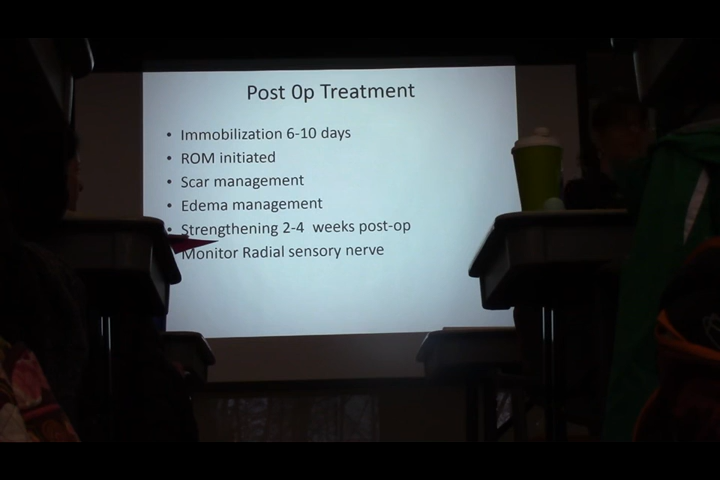 Post Op Treatment
• Immobilization 6-10 days
• ROM initiated
• Scar management
• Edema management
• Strengthening 2-4 weeks post-op
Monitor Radial sensory nerve